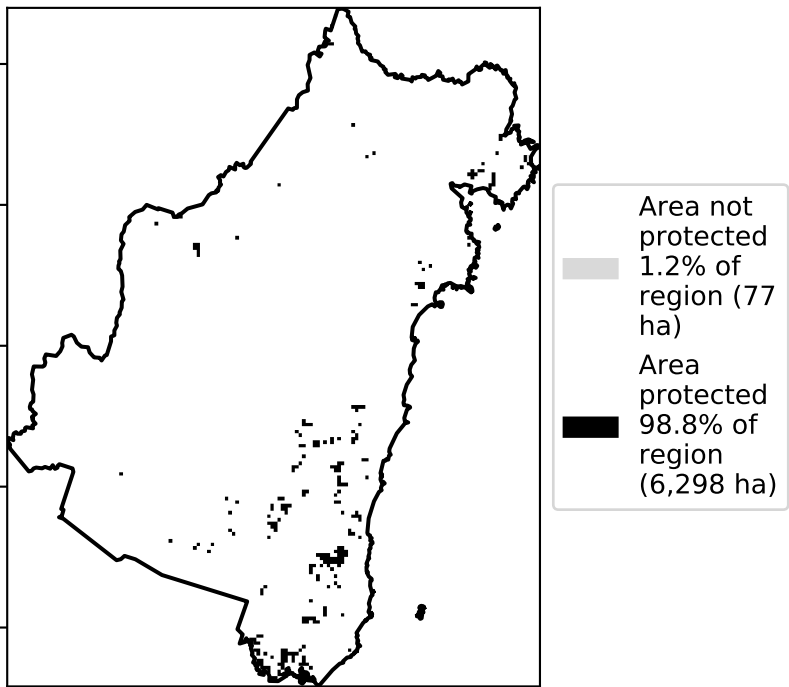 Area not
protected
1.2% of
region (77
ha)
Area
protected
98.8% of
region
(6,298 ha)